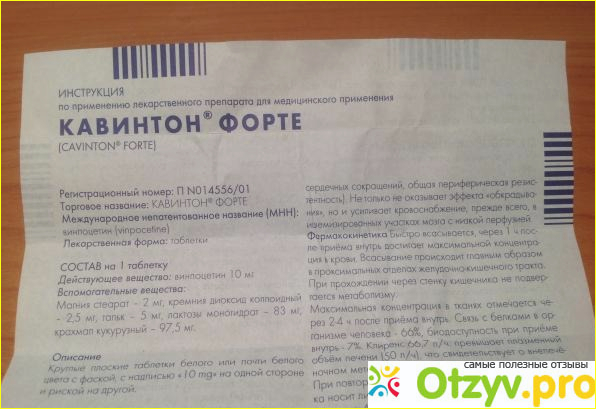 ИНСТРУКЦИЯ
по применению лекарственного препарата для медицинского применения
КАВИНТОН® ФОРТЕ
(CAVINTON® FORTE)
Регистрационный номер: П N014556/01
Торговое название: КАВИНТОН® ФОРТЕ
Международное непатентованное название (МНН):
винпоцетин (vinpocetine)
Лекарственная форма: таблетки
СОСТАВ на 1 таблетку
Действующее вещество: винпоцетин 10 мг
Вспомогательные вещества:
Магния стеарат – 2 мг, кремния диоксид коллоидный
– 2,5 мг, тальк – 5 мг, лактозы моногидрат – 83 мг,
крахмал кукурузный – 97,5 мг.
Описание
Круглые плоские таблетки белого или почти белого
цвета с фаской, с надписью «10 mg» на одной стороне
и риской на другой.
сердечных сокращений, общая периферическая резис-
тентность). Не только не оказывает эффекта «обкрадыва-
ния», но и усиливает кровоснабжение, прежде всего, в
ишемизированных участках мозга с низкой перфузией.
Фармакокинетика Быстро всасывается, через 1 ч пос-
ле приёма внутрь достигает максимальной концентра-
ции в крови. Всасывание происходит главным образом
в проксимальных отделах желудочно-кишечного тракта.
При прохождении через стенку кишечника не подвер-
гается метаболизму.
Максимальная концентрация в тканях отмечается че-
рез 2-4 ч после приёма внутрь. Связь с белками в ор-
ганизме человека - 66%, биодоступность при приёме
внутрь - 7%. Клиренс 66,7 л/ч превышает плазменный
объём печени (50 л/ч), что свидетельствует о внепечё-
ночном
При повтор
ка носит ли
самые полезные отзывы
Otzyv.pro